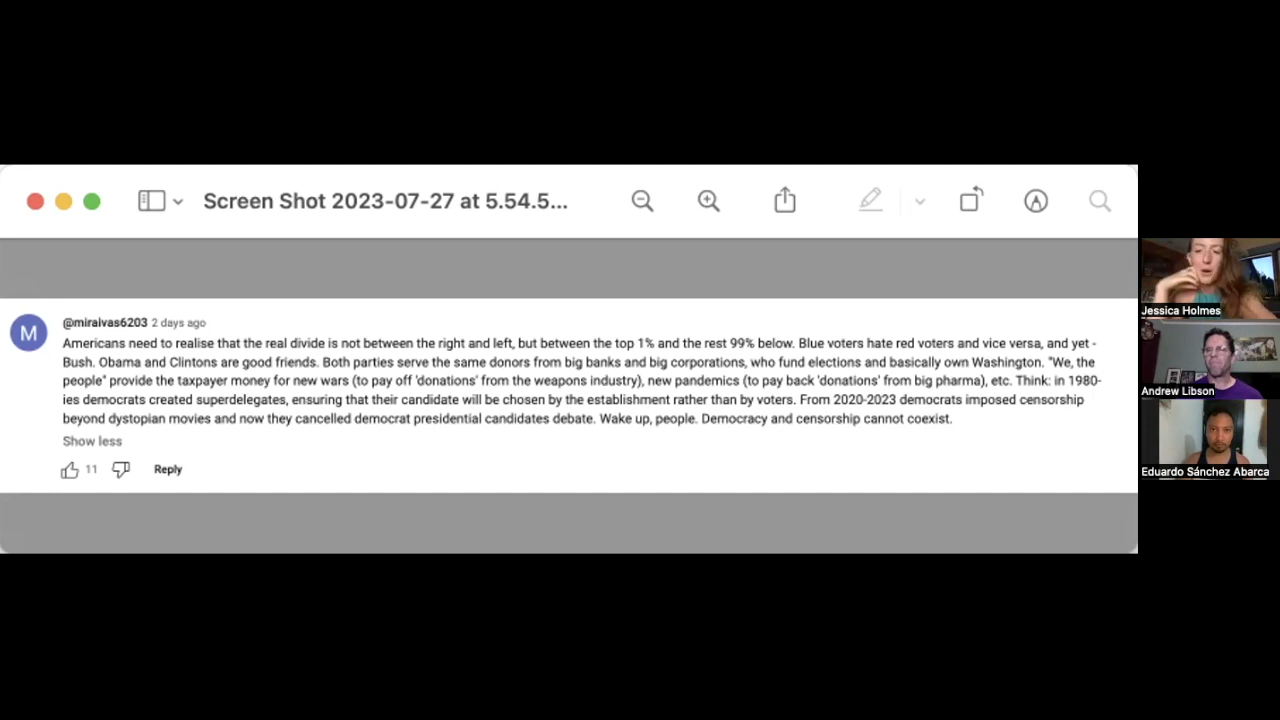 Screen Shot 2023-07-27 at 5.54.5...
M
@miraivas6203 2 days ago
Americans need to realise that the real divide is not between the right and left, but between the top 1% and the rest 99% below. Blue voters hate red voters and vice versa, and yet -
Bush. Obama and Clintons are good friends. Both parties serve the same donors from big banks and big corporations, who fund elections and basically own Washington. "We, the
people" provide the taxpayer money for new wars (to pay off 'donations' from the weapons industry), new pandemics (to pay back 'donations' from big pharma), etc. Think: in 1980-
ies democrats created superdelegates, ensuring that their candidate will be chosen by the establishment rather than by voters. From 2020-2023 democrats imposed censorship
beyond dystopian movies and now they cancelled democrat presidential candidates debate. Wake up, people. Democracy and censorship cannot coexist.
Show less
11 Reply
Jessica Holmes
Andrew Libson
Eduardo Sánchez Abarca